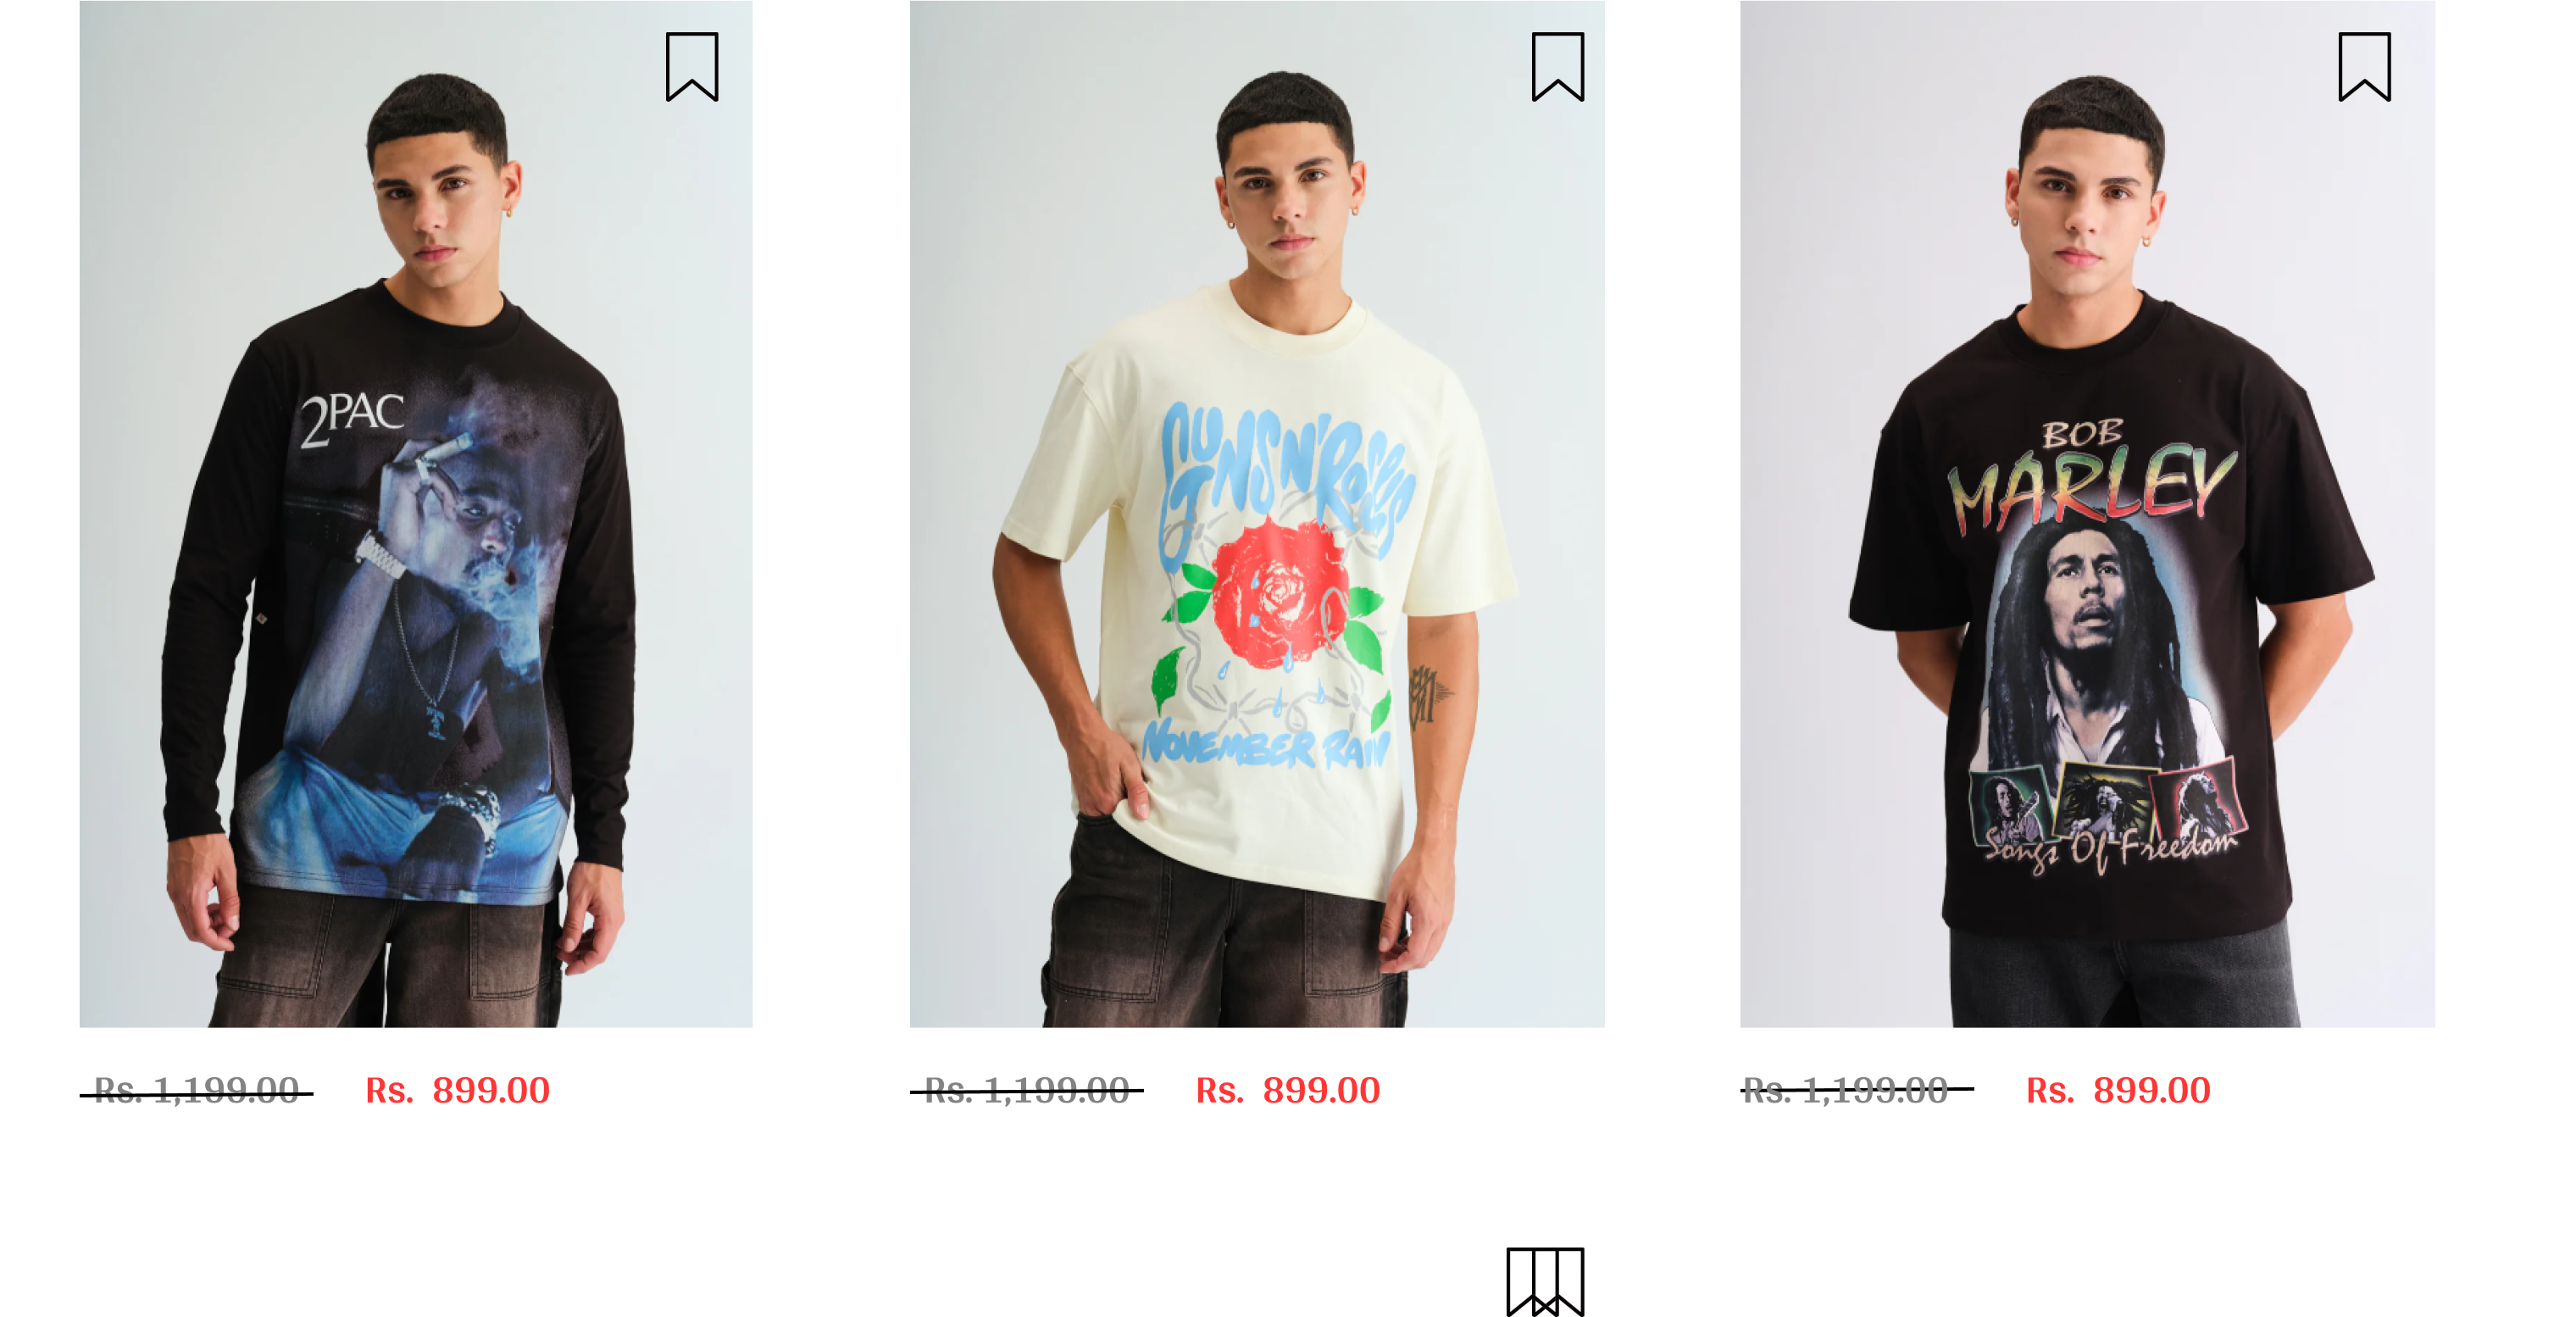 2PAC
GUNS N' ROSES
NOVEMBER RAIN
BOB
MARLEY
Songs Of Freedom
Rs. 1,199.00 Rs. 899.00
Rs. 1,199.00 Rs. 899.00
Rs. 1,199.00 Rs. 899.00